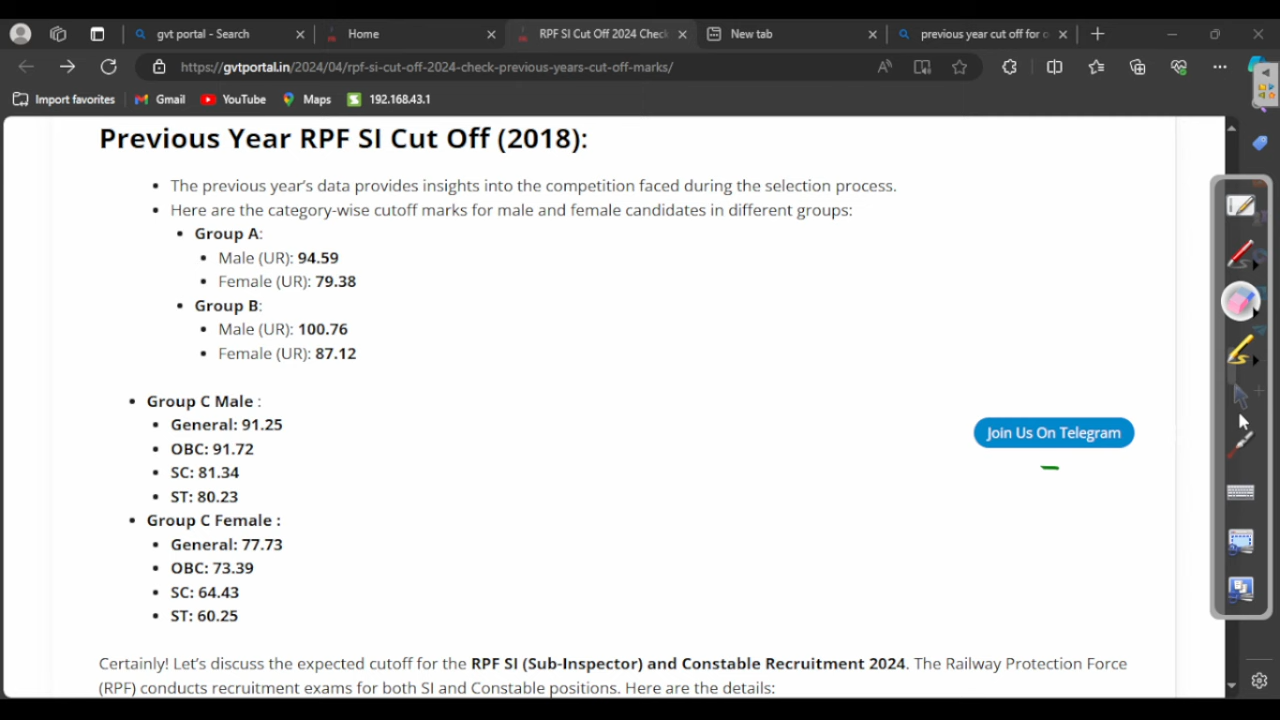 gvt portal - Search
Home
RPF SI Cut Off 2024 Chec
New tab
previous year cut off for
https://gvtportal.in/2024/04/rpf-si-cut-off-2024-check-previous-years-cut-off-marks/
Import favorites
Gmail
YouTube
Maps
192.168.43.1
Previous Year RPF SI Cut Off (2018):
The previous year’s data provides insights into the competition faced during the selection process.
Here are the category-wise cutoff marks for male and female candidates in different groups:
Group A:
Male (UR): 94.59
Female (UR): 79.38
Group B:
Male (UR): 100.76
Female (UR): 87.12
Group C Male :
General: 91.25
OBC: 91.72
SC: 81.34
ST: 80.23
Group C Female :
General: 77.73
OBC: 73.39
SC: 64.43
ST: 60.25
Join Us On Telegram
Certainly! Let’s discuss the expected cutoff for the RPF SI (Sub-Inspector) and Constable Recruitment 2024. The Railway Protection Force
(RPF) conducts recruitment exams for both SI and Constable positions. Here are the details: